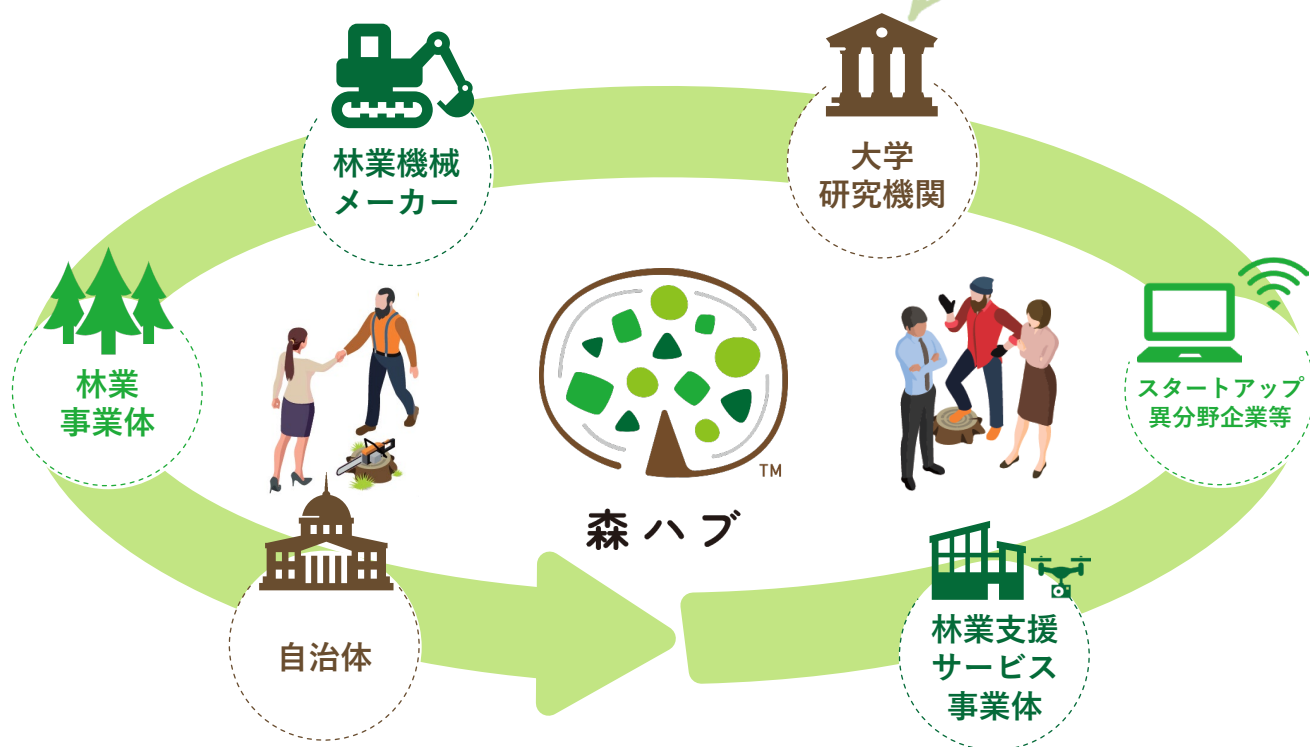 林業機械
メーカー
大学
研究機関
林業
事業体
スタートアップ
異分野企業等
TM
森ハブ
自治体
林業支援
サービス
事業体